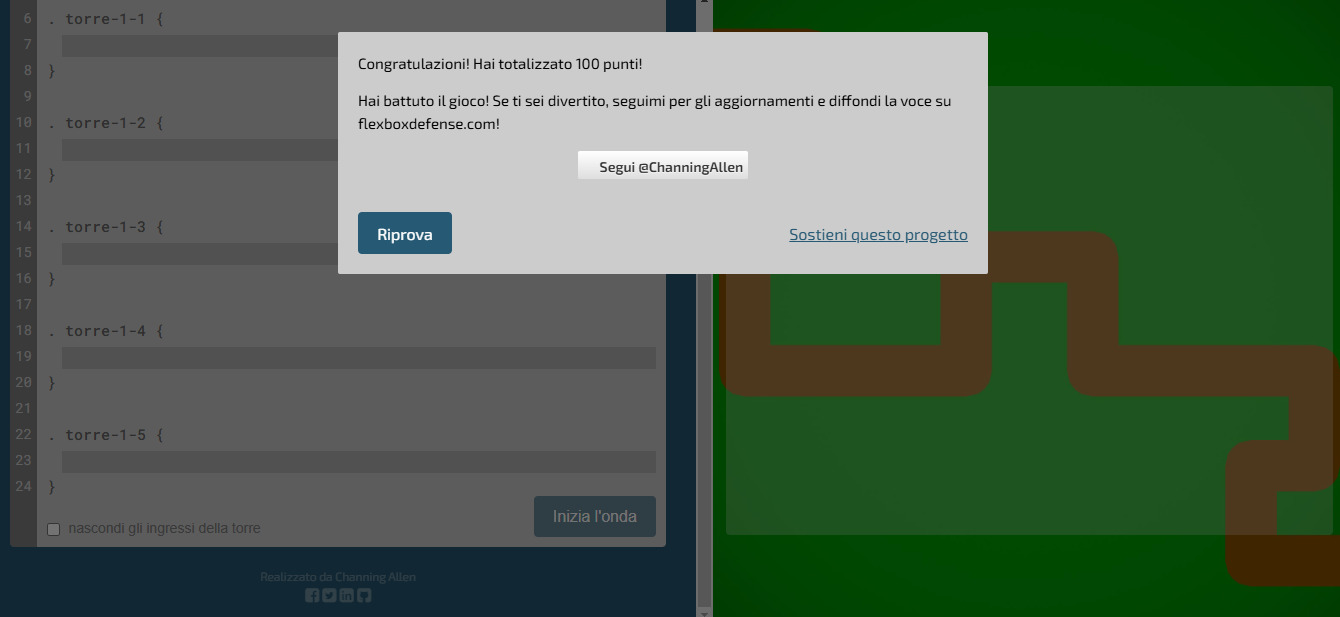 6 . torre-1-1 {
7
8 }
9
10 . torre-1-2 {
11
12 }
13
14 . torre-1-3 {
15
16 }
17
18 . torre-1-4 {
19
20 }
21
22 . torre-1-5 {
23
24 }
nascondi gli ingressi della torre
Inizia l'onda
Realizzato da Channing Allen
Congratulazioni! Hai totalizzato 100 punti!
Hai battuto il gioco! Se ti sei divertito, seguimi per gli aggiornamenti e diffondi la voce su
flexboxdefense.com!
Segui @ChanningAllen
Riprova
Sostieni questo progetto